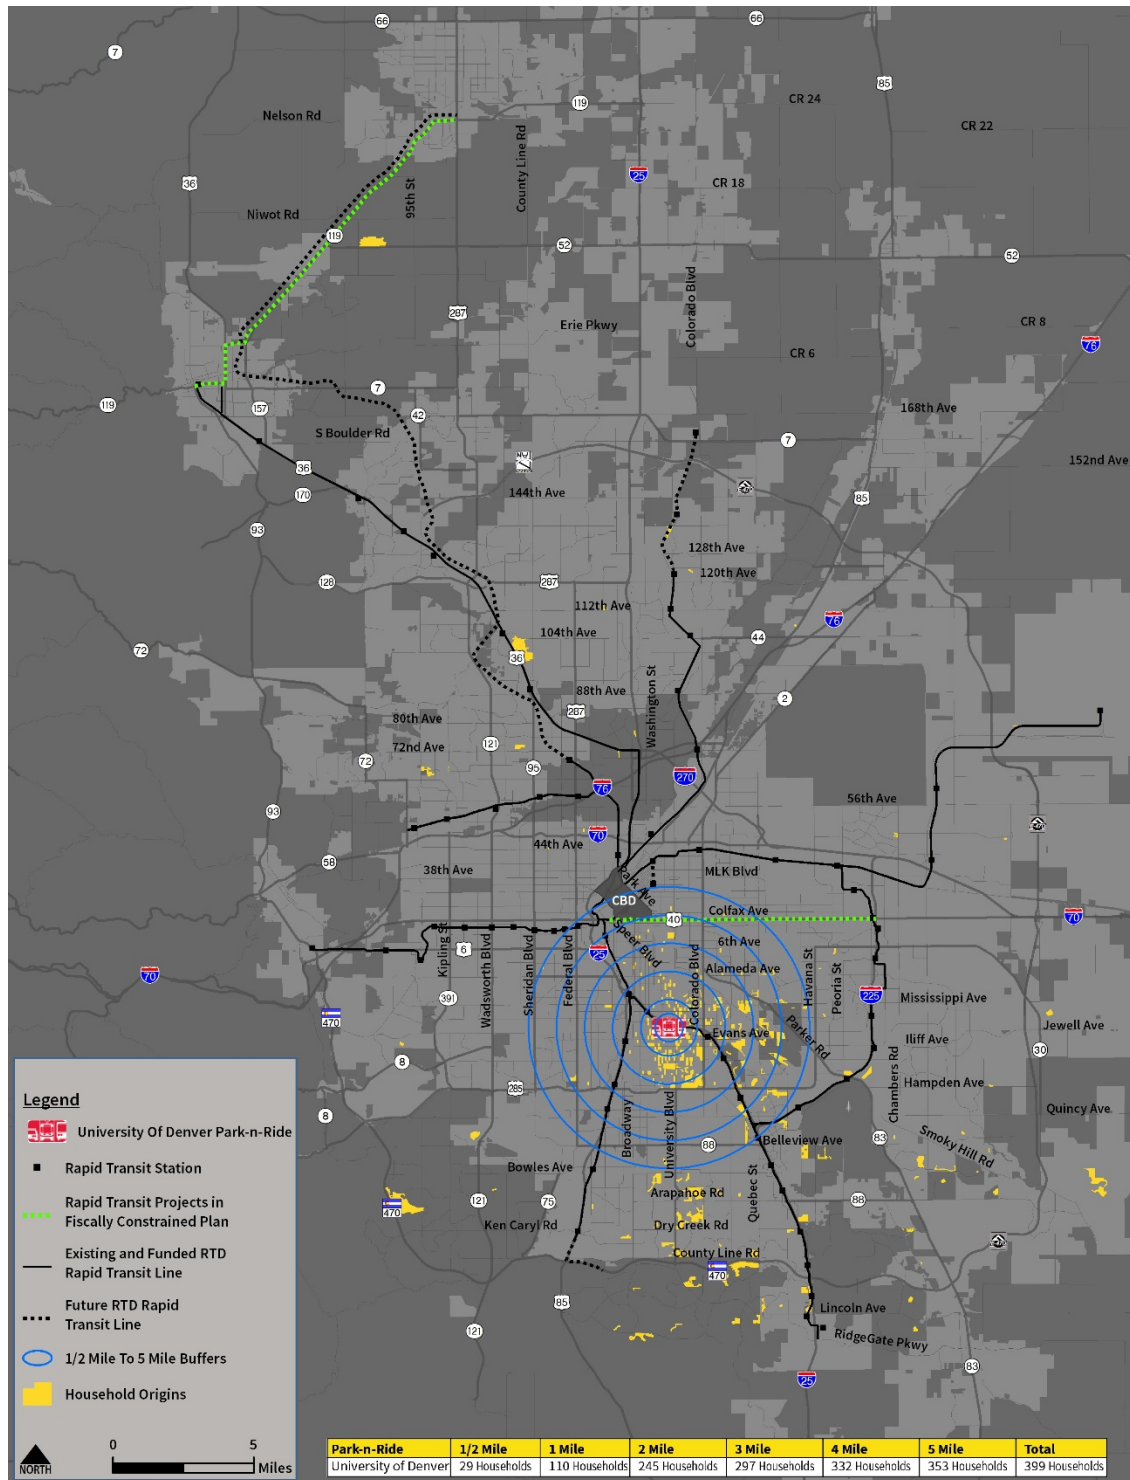 66
66
7
85
CR 24
Nelson Rd
119
CR 22
County Line Rd
25
36
95th St
CR 18
Niwot Rd
119
52
52
Colorado Blvd
287
Erie Pkwy
CR 8
76
CR 6
119
7
157
42
168th Ave
S Boulder Rd
7
36
152nd Ave
170
144th Ave
85
93
128th Ave
120th Ave
128
287
112th Ave
76
104th Ave
44
72
36
Washington St
88th Ave
2
287
80th Ave
72nd Ave
121
72
95
270
76
56th Ave
93
70
44th Ave
58
38th Ave
MLK Blvd
Park Ave
CBD
Colfax Ave
40
70
Speer Blvd
6th Ave
Kipling St
6
Wadsworth Blvd
Sheridan Blvd
Federal Blvd
25
Colorado Blvd
Alameda Ave
Havana St
Peoria St
70
225
391
Mississippi Ave
470
Evans Ave
Parker Rd
Jewell Ave
Iliff Ave
30
8
Chambers Rd
285
Hampden Ave
8
Broadway
University Blvd
Quincy Ave
88
Belleview Ave
83
Smoky Hill Rd
Bowles Ave
Quebec St
Arapahoe Rd
88
121
75
470
Ken Caryl Rd
Dry Creek Rd
County Line Rd
470
85
Lincoln Ave
121
RidgeGate Pkwy
83
25
Legend
University Of Denver Park-n-Ride
Rapid Transit Station
Rapid Transit Projects in
Fiscally Constrained Plan
Existing and Funded RTD
Rapid Transit Line
Future RTD Rapid
Transit Line
1/2 Mile To 5 Mile Buffers
Household Origins
0 5
Miles
NORTH
Park-n-Ride 1/2 Mile 1 Mile 2 Mile 3 Mile 4 Mile 5 Mile Total
University of Denver 29 Households 110 Households 245 Households 297 Households 332 Households 353 Households 399 Households